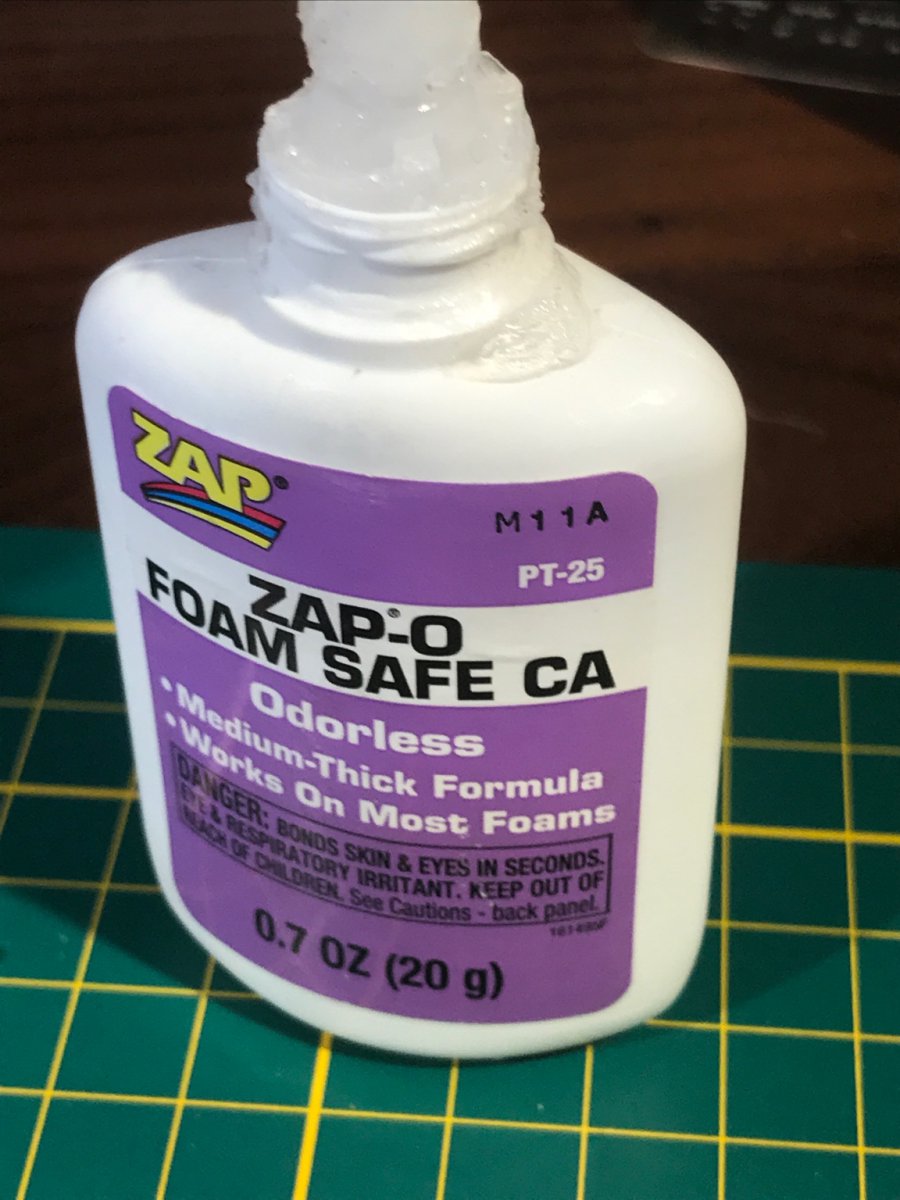 ZAP®
M11A
PT-25
ZAP®-O
FOAM SAFE CA
Odorless
• Medium-Thick Formula
• Works On Most Foams
DANGER: BONDS SKIN & EYES IN SECONDS.
EYE & RESPIRATORY IRRITANT. KEEP OUT OF
REACH OF CHILDREN. See Cautions - back panel.
0.7 OZ (20 g)